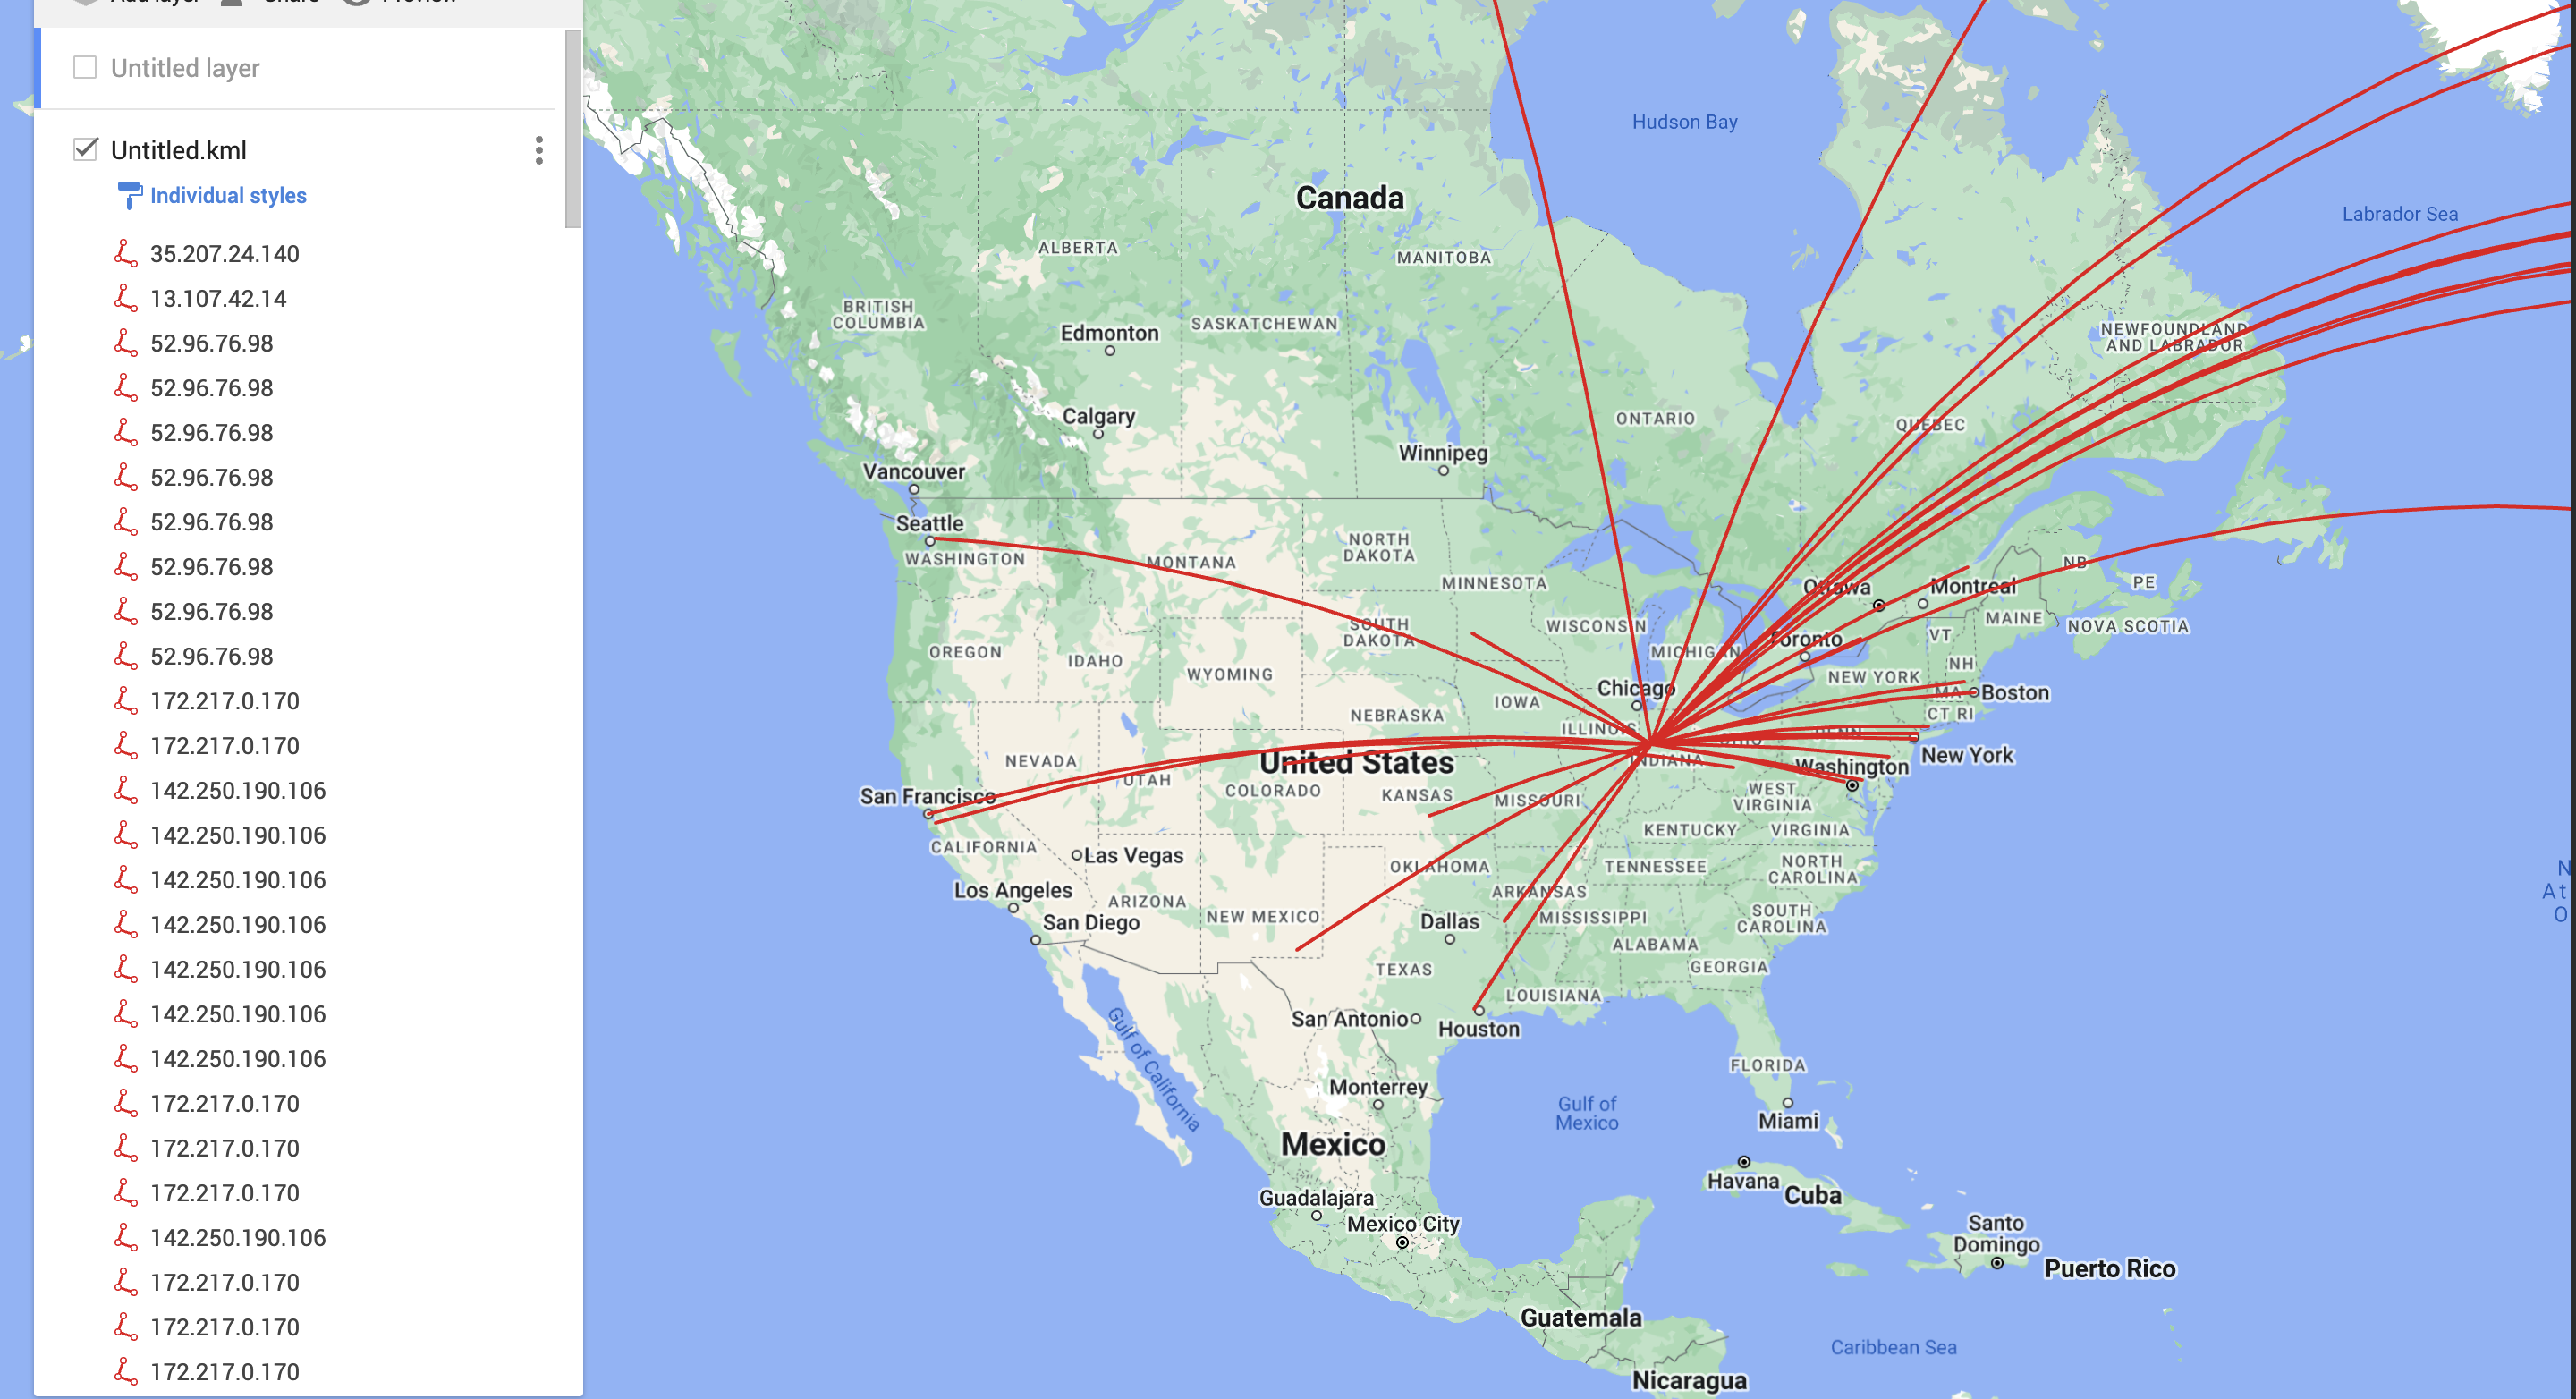 Add layer Share Preview
Untitled layer
Untitled.kml
Individual styles
35.207.24.140
13.107.42.14
52.96.76.98
52.96.76.98
52.96.76.98
52.96.76.98
52.96.76.98
52.96.76.98
52.96.76.98
52.96.76.98
172.217.0.170
172.217.0.170
142.250.190.106
142.250.190.106
142.250.190.106
142.250.190.106
142.250.190.106
142.250.190.106
142.250.190.106
172.217.0.170
172.217.0.170
172.217.0.170
142.250.190.106
172.217.0.170
172.217.0.170
172.217.0.170
Hudson Bay
Canada
Labrador Sea
ALBERTA
MANITOBA
BRITISH
COLUMBIA
Edmonton
SASKATCHEWAN
NEWFOUNDLAND
AND LABRADOR
Calgary
ONTARIO
QUEBEC
Winnipeg
Vancouver
Seattle
WASHINGTON
MONTANA
NORTH
DAKOTA
MINNESOTA
Ottawa
Montreal
NB
PE
SOUTH
DAKOTA
WISCONSIN
Toronto
VT
MAINE
NOVA SCOTIA
OREGON
IDAHO
WYOMING
MICHIGAN
NH
NEW YORK
Chicago
MA
Boston
IOWA
NEBRASKA
ILLINOIS
CT RI
OHIO
PENN
NEVADA
UTAH
United States
INDIANA
Washington
New York
San Francisco
COLORADO
KANSAS
MISSOURI
WEST
VIRGINIA
KENTUCKY
VIRGINIA
CALIFORNIA
Las Vegas
OKLAHOMA
TENNESSEE
NORTH
CAROLINA
Los Angeles
ARIZONA
NEW MEXICO
ARKANSAS
San Diego
Dallas
MISSISSIPPI
SOUTH
CAROLINA
ALABAMA
TEXAS
GEORGIA
LOUISIANA
San Antonio
Houston
Gulf of California
FLORIDA
Monterrey
Gulf of
Mexico
Miami
Mexico
Havana
Cuba
Guadalajara
Mexico City
Santo
Domingo
Puerto Rico
Guatemala
Caribbean Sea
Nicaragua